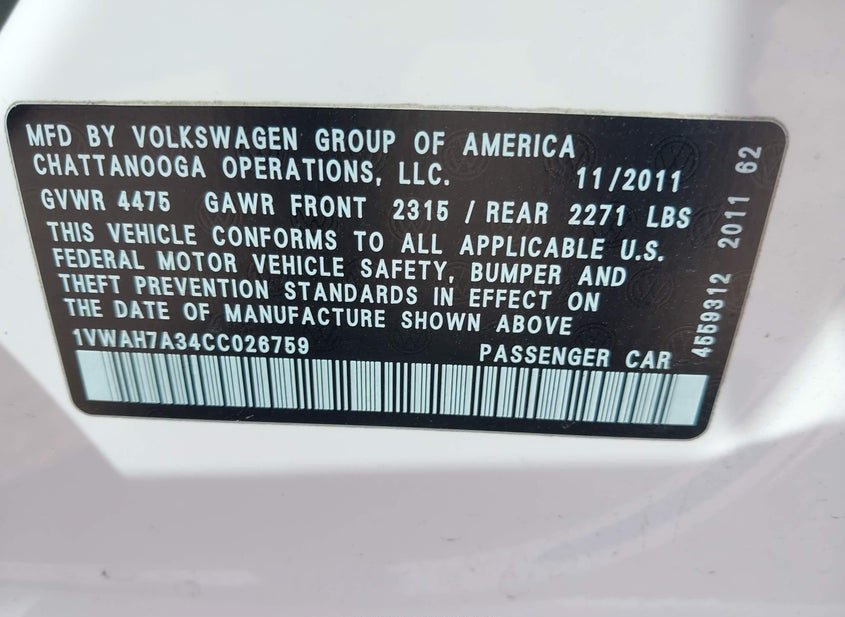 MFD BY VOLKSWAGEN GROUP OF AMERICA
CHATTANOOGA OPERATIONS, LLC. 11/2011
GVWR 4475 GAWR FRONT 2315 / REAR 2271 LBS
THIS VEHICLE CONFORMS TO ALL APPLICABLE U.S.
FEDERAL MOTOR VEHICLE SAFETY, BUMPER AND
THEFT PREVENTION STANDARDS IN EFFECT ON
THE DATE OF MANUFACTURE SHOWN ABOVE
1VWAH7A34CC026759 PASSENGER CAR
4559312 2011 62